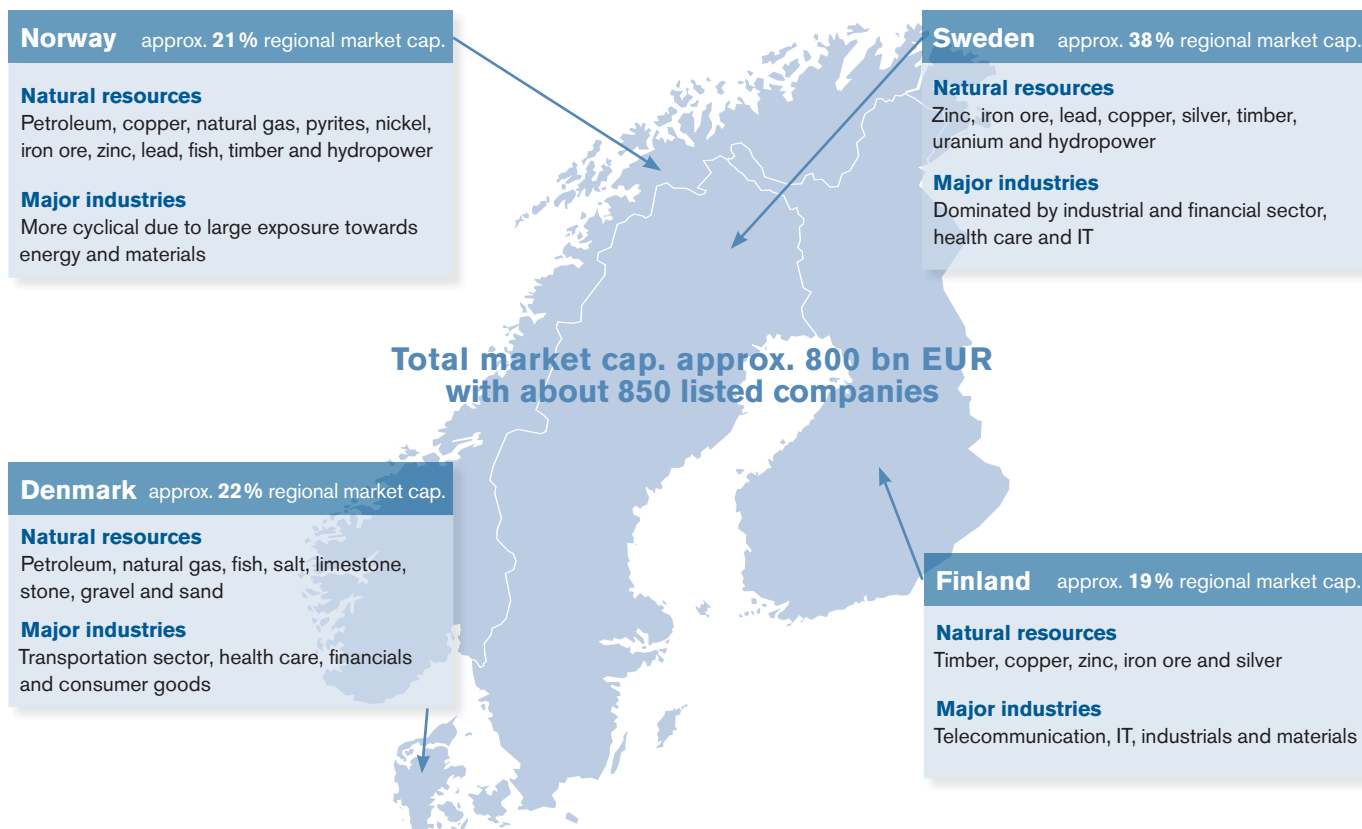 Norway approx. 21% regional market cap.
Natural resources
Petroleum, copper, natural gas, pyrites, nickel,
iron ore, zinc, lead, fish, timber and hydropower
Major industries
More cyclical due to large exposure towards
energy and materials
Sweden approx. 38% regional market cap.
Natural resources
Zinc, iron ore, lead, copper, silver, timber,
uranium and hydropower
Major industries
Dominated by industrial and financial sector,
health care and IT
Total market cap. approx. 800 bn EUR
with about 850 listed companies
Denmark approx. 22% regional market cap.
Natural resources
Petroleum, natural gas, fish, salt, limestone,
stone, gravel and sand
Major industries
Transportation sector, health care, financials
and consumer goods
Finland approx. 19% regional market cap.
Natural resources
Timber, copper, zinc, iron ore and silver
Major industries
Telecommunication, IT, industrials and materials